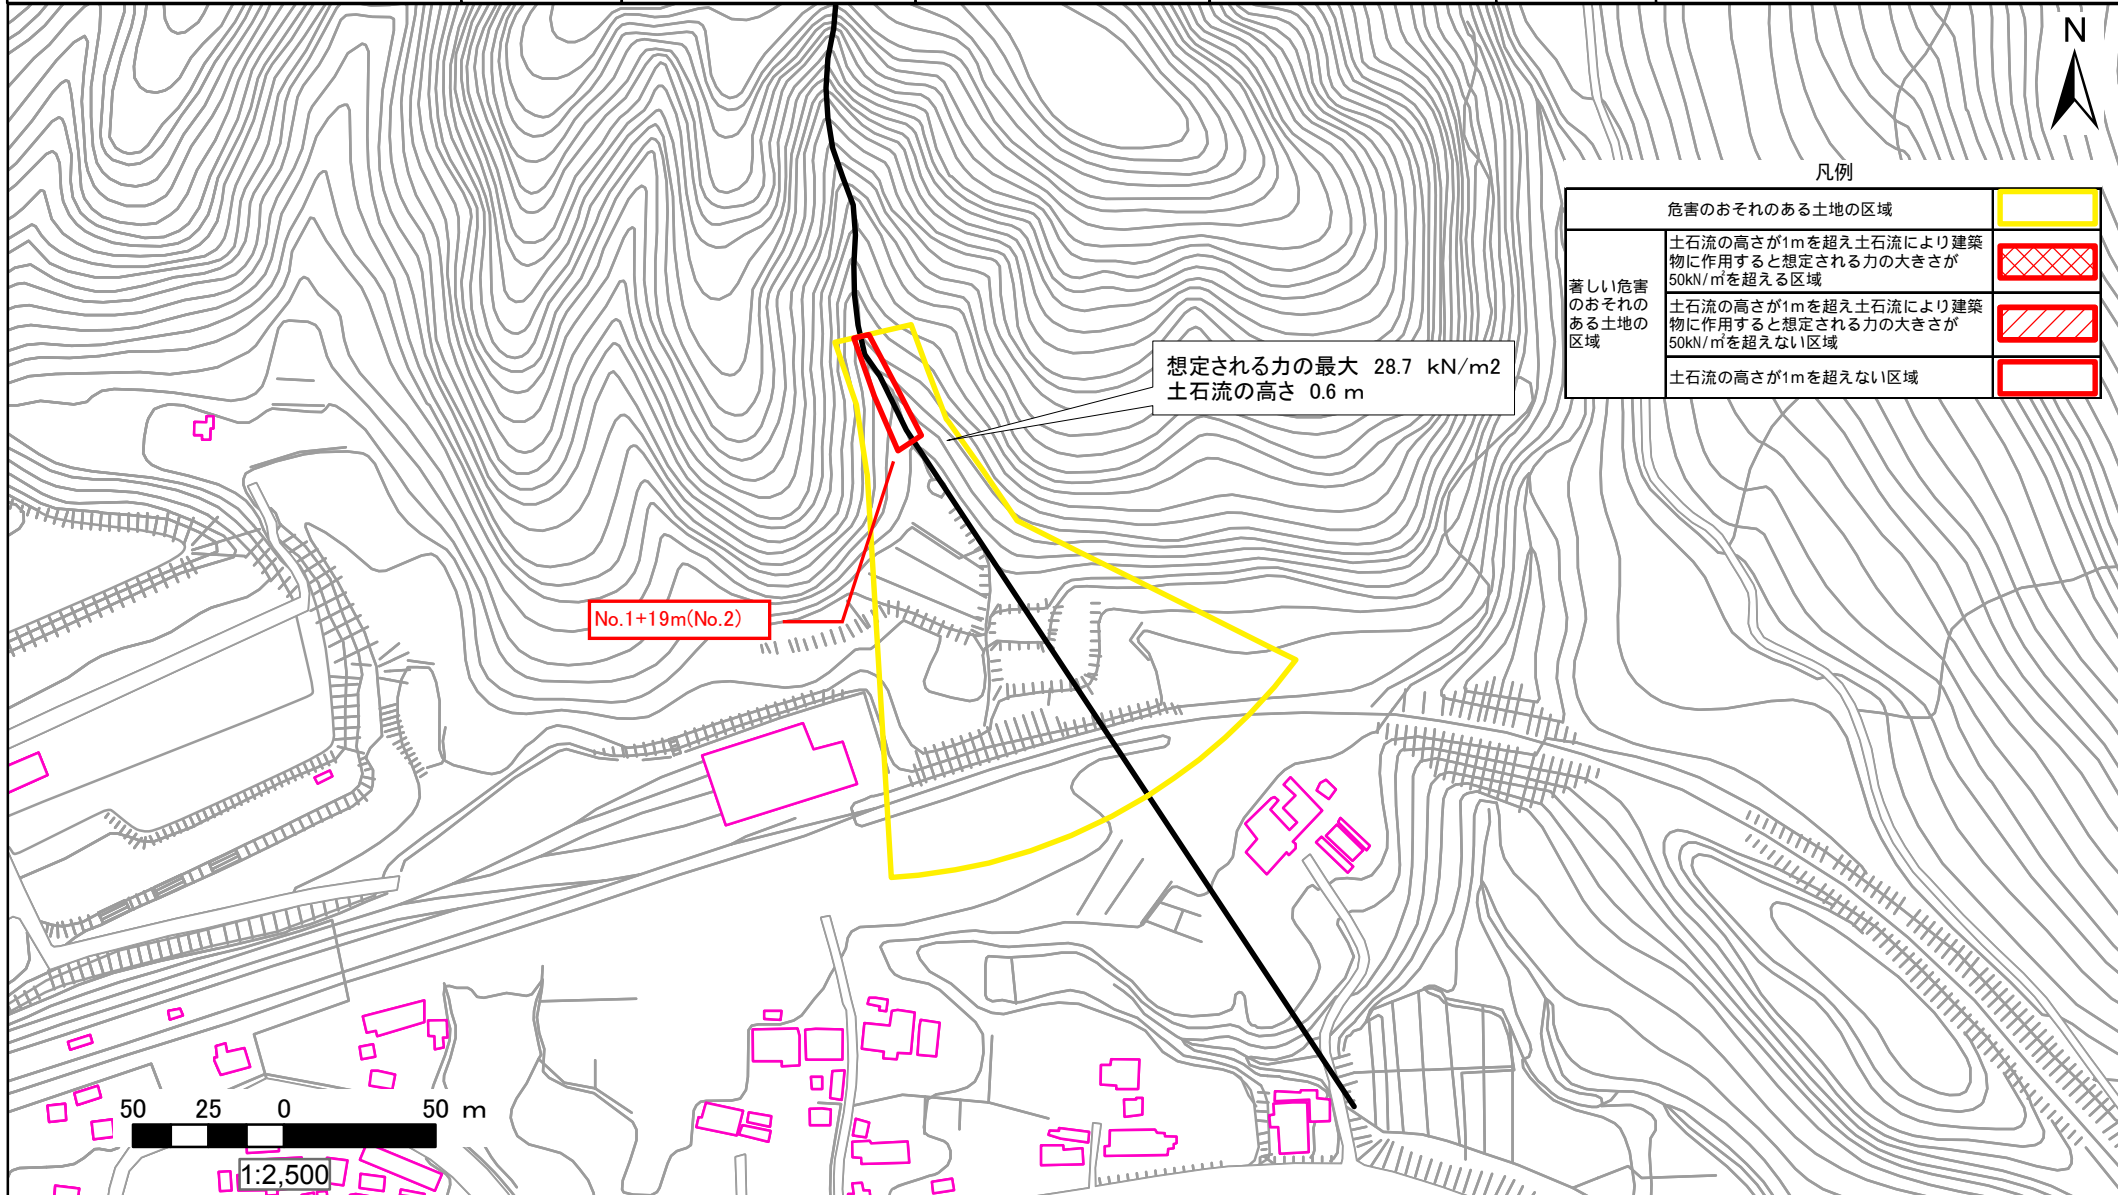 N
凡例
危害のおそれのある土地の区域
著しい危害
のおそれの
ある土地の
区域
土石流の高さが1mを超え土石流により建築
物に作用すると想定される力の大きさが
50kN/㎡を超える区域
土石流の高さが1mを超え土石流により建築
物に作用すると想定される力の大きさが
50kN/㎡を超えない区域
土石流の高さが1mを超えない区域
想定される力の最大 28.7 kN/m2
土石流の高さ 0.6 m
No.1+19m(No.2)
50 25 0 50 m
1:2,500